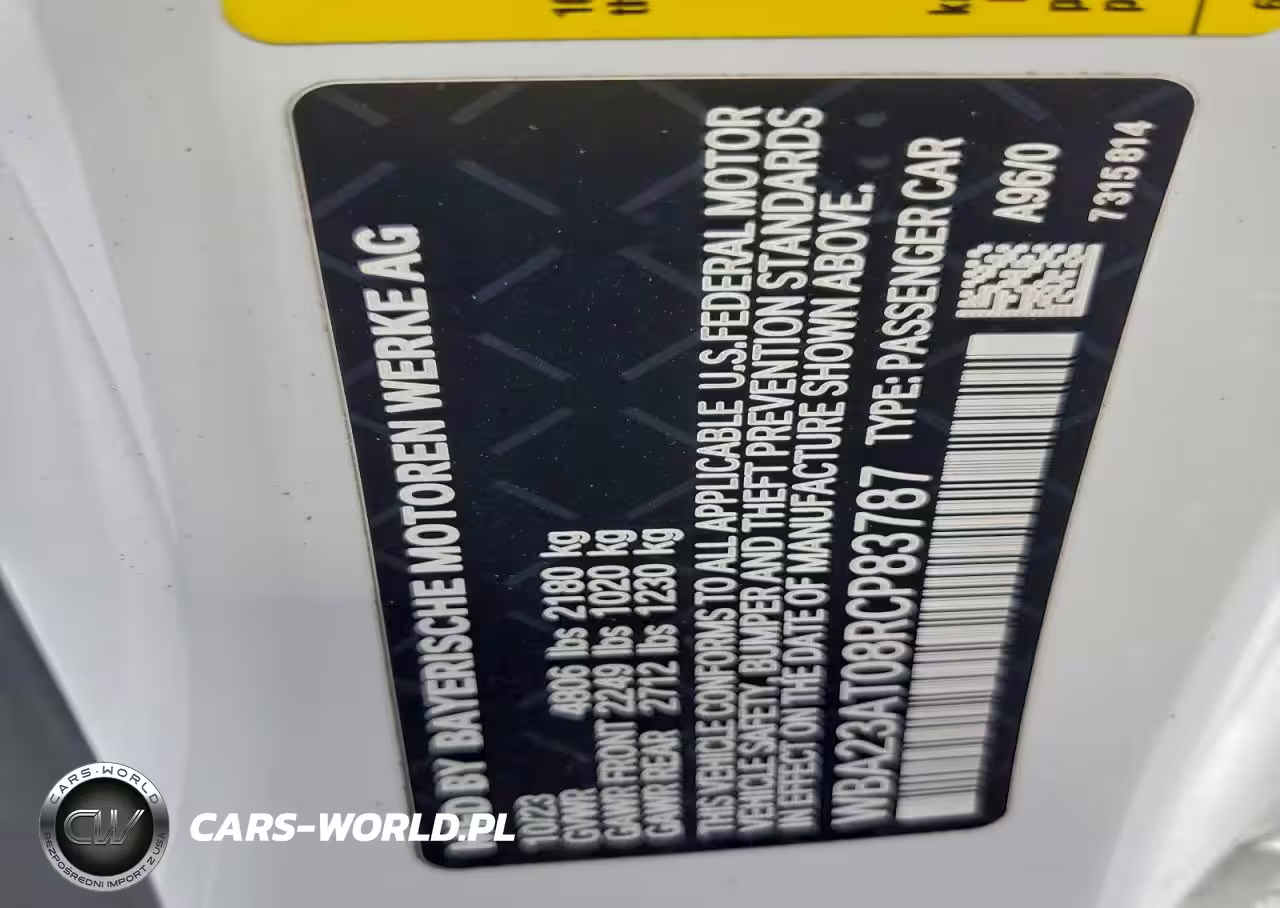 MFD BY BAYERISCHE MOTOREN WERKE AG
10/23
GVWR 4806 lbs 2180 kg
GAWR FRONT 2249 lbs 1020 kg
GAWR REAR 2712 lbs 1230 kg
THIS VEHICLE CONFORMS TO ALL APPLICABLE U.S.FEDERAL MOTOR
VEHICLE SAFETY, BUMPER AND THEFT PREVENTION STANDARDS
IN EFFECT ON THE DATE OF MANUFACTURE SHOWN ABOVE.
WBA23AT08RCP83787 TYPE: PASSENGER CAR
A96/0
7 315 814
CARS-WORLD
CW
BEZPOŚREDNI IMPORT Z USA
CARS-WORLD.PL